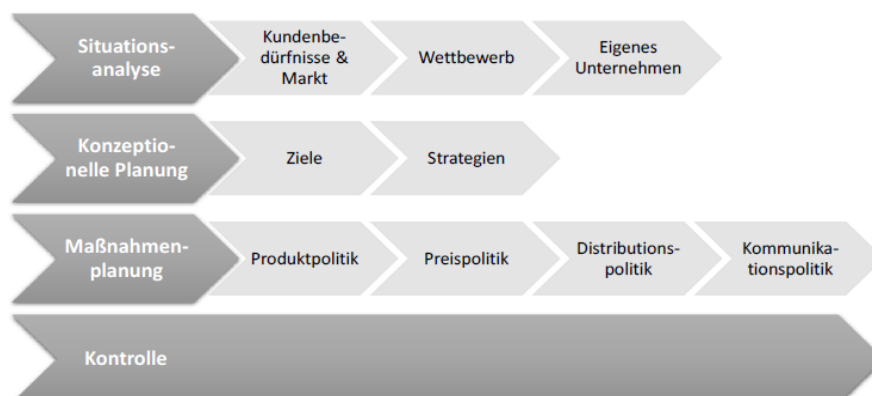 Situations-
analyse
Kundenbe-
dürfnisse &
Markt
Wettbewerb
Eigenes
Unternehmen
Konzeptio-
nelle Planung
Ziele
Strategien
Maßnahmen-
planung
Produktpolitik
Preispolitik
Distributions-
politik
Kommunika-
tionspolitik
Kontrolle